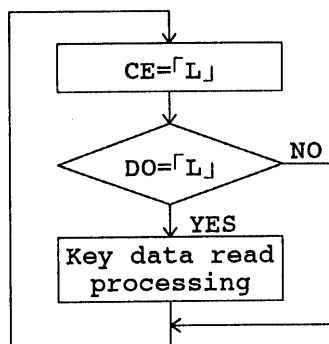 CE=「L」
DO=「L」
NO
YES
Key data read
processing